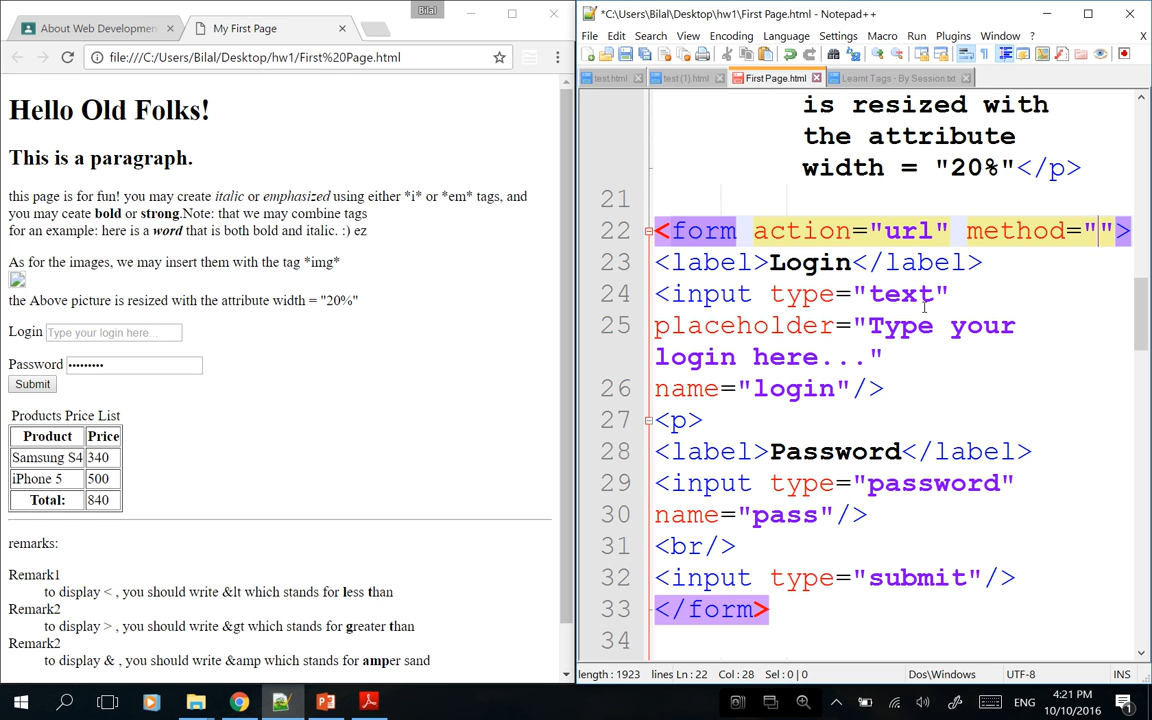 Bilal
About Web Developmen
My First Page
file:///C:/Users/Bilal/Desktop/hw1/First%20Page.html
Hello Old Folks!
This is a paragraph.
this page is for fun! you may create italic or emphasized using either *i* or *em* tags, and
you may ceate bold or strong.Note: that we may combine tags
for an example: here is a word that is both bold and italic. :) ez
As for the images, we may insert them with the tag *img*
the Above picture is resized with the attribute width = "20%"
Login Type your login here...
Password •••••••••
Submit
Products Price List
Product Price
Samsung S4 340
iPhone 5 500
Total: 840
remarks:
Remark1
to display < , you should write &lt which stands for less than
Remark2
to display > , you should write &gt which stands for greater than
Remark2
to display & , you should write &amp which stands for amper sand
*C:\Users\Bilal\Desktop\hw1\First Page.html - Notepad++
File Edit Search View Encoding Language Settings Macro Run Plugins Window ? X
test.html test (1).html First Page.html Learnt Tags - By Session.txt
is resized with
the attribute
width = "20%"</p>
21
22 <form action="url" method="">
23 <label>Login</label>
24 <input type="text"
25 placeholder="Type your
login here..."
26 name="login"/>
27 <p>
28 <label>Password</label>
29 <input type="password"
30 name="pass"/>
31 <br/>
32 <input type="submit"/>
33 </form>
34
length : 1923 lines Ln : 22 Col : 28 Sel : 0 | 0 Dos\Windows UTF-8 INS
ENG 4:21 PM
10/10/2016 1